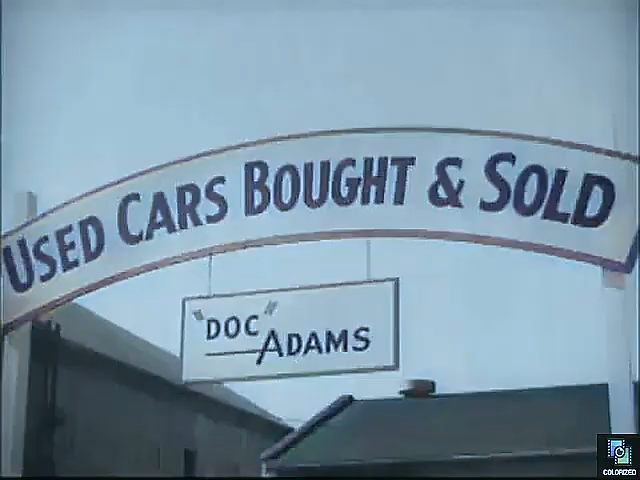 USED CARS BOUGHT & SOLD
"DOC"
ADAMS
COLORIZED